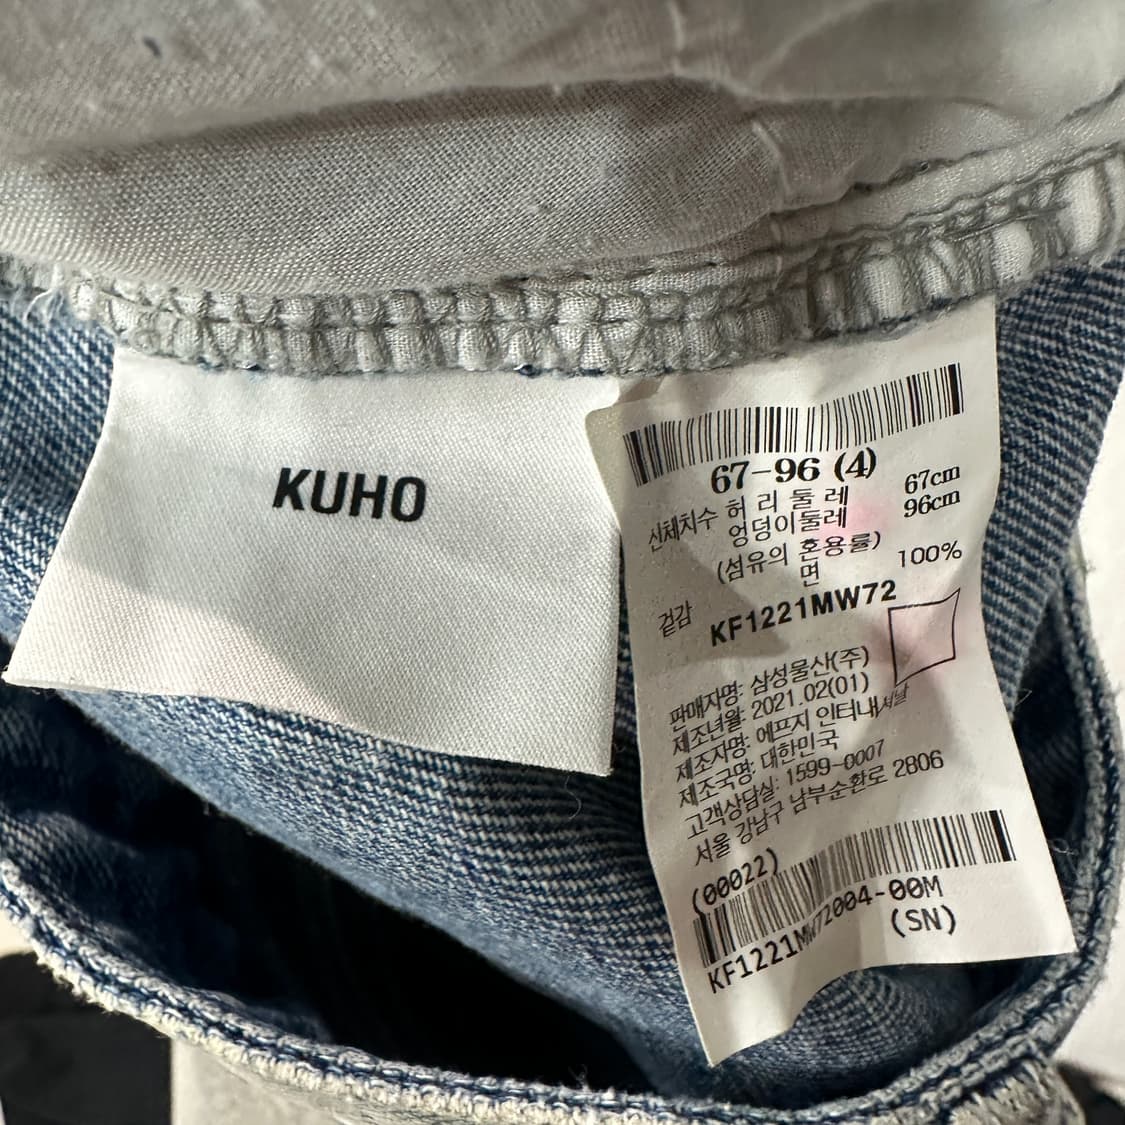 KUHO
67-96 (4)
신체치수 허 리 둘 레 67cm
엉덩이둘레 96cm
(섬유의 혼용률)
겉감 면 100%
KF1221MW72
판매자명: 삼성물산(주)
제조년월: 2021.02(01)
제조자명: 에프지 인터내셔날
제조국명: 대한민국
고객상담실: 1599-0007
서울 강남구 남부순환로 2806
(00022)
KF1221MW72004-00M
(SN)